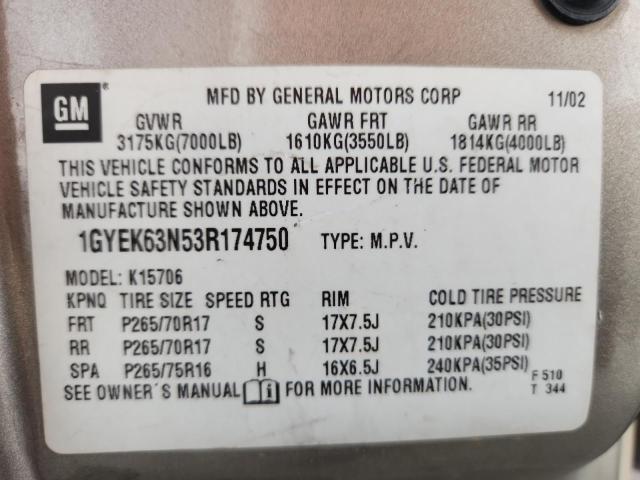 GM
MFD BY GENERAL MOTORS CORP 11/02
GVWR GAWR FRT GAWR RR
3175KG(7000LB) 1610KG(3550LB) 1814KG(4000LB)
THIS VEHICLE CONFORMS TO ALL APPLICABLE U.S. FEDERAL MOTOR
VEHICLE SAFETY STANDARDS IN EFFECT ON THE DATE OF
MANUFACTURE SHOWN ABOVE.
1GYEK63N53R174750 TYPE: M.P.V.
MODEL: K15706
KPNQ TIRE SIZE SPEED RTG RIM COLD TIRE PRESSURE
FRT P265/70R17 S 17X7.5J 210KPA(30PSI)
RR P265/70R17 S 17X7.5J 210KPA(30PSI)
SPA P265/75R16 H 16X6.5J 240KPA(35PSI) F 510
SEE OWNER'S MANUAL FOR MORE INFORMATION. T 344